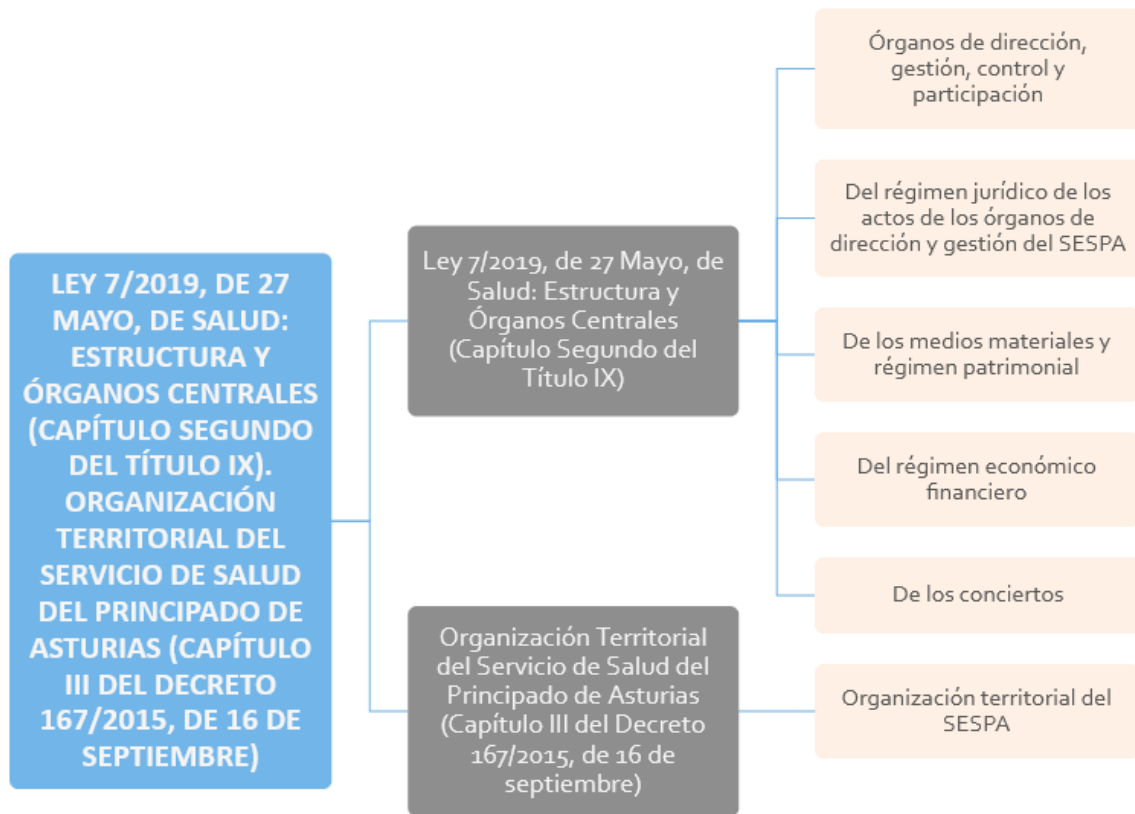 LEY 7/2019, DE 27
MAYO, DE SALUD:
ESTRUCTURA Y
ÓRGANOS CENTRALES
(CAPÍTULO SEGUNDO
DEL TÍTULO IX).
ORGANIZACIÓN
TERRITORIAL DEL
SERVICIO DE SALUD
DEL PRINCIPADO DE
ASTURIAS (CAPÍTULO
III DEL DECRETO
167/2015, DE 16 DE
SEPTIEMBRE)
Ley 7/2019, de 27 Mayo, de
Salud: Estructura y
Órganos Centrales
(Capítulo Segundo del
Título IX)
Órganos de dirección,
gestión, control y
participación
Del régimen jurídico de los
actos de los órganos de
dirección y gestión del SESPA
De los medios materiales y
régimen patrimonial
Del régimen económico
financiero
De los conciertos
Organización Territorial
del Servicio de Salud del
Principado de Asturias
(Capítulo III del Decreto
167/2015, de 16 de
septiembre)
Organización territorial del
SESPA